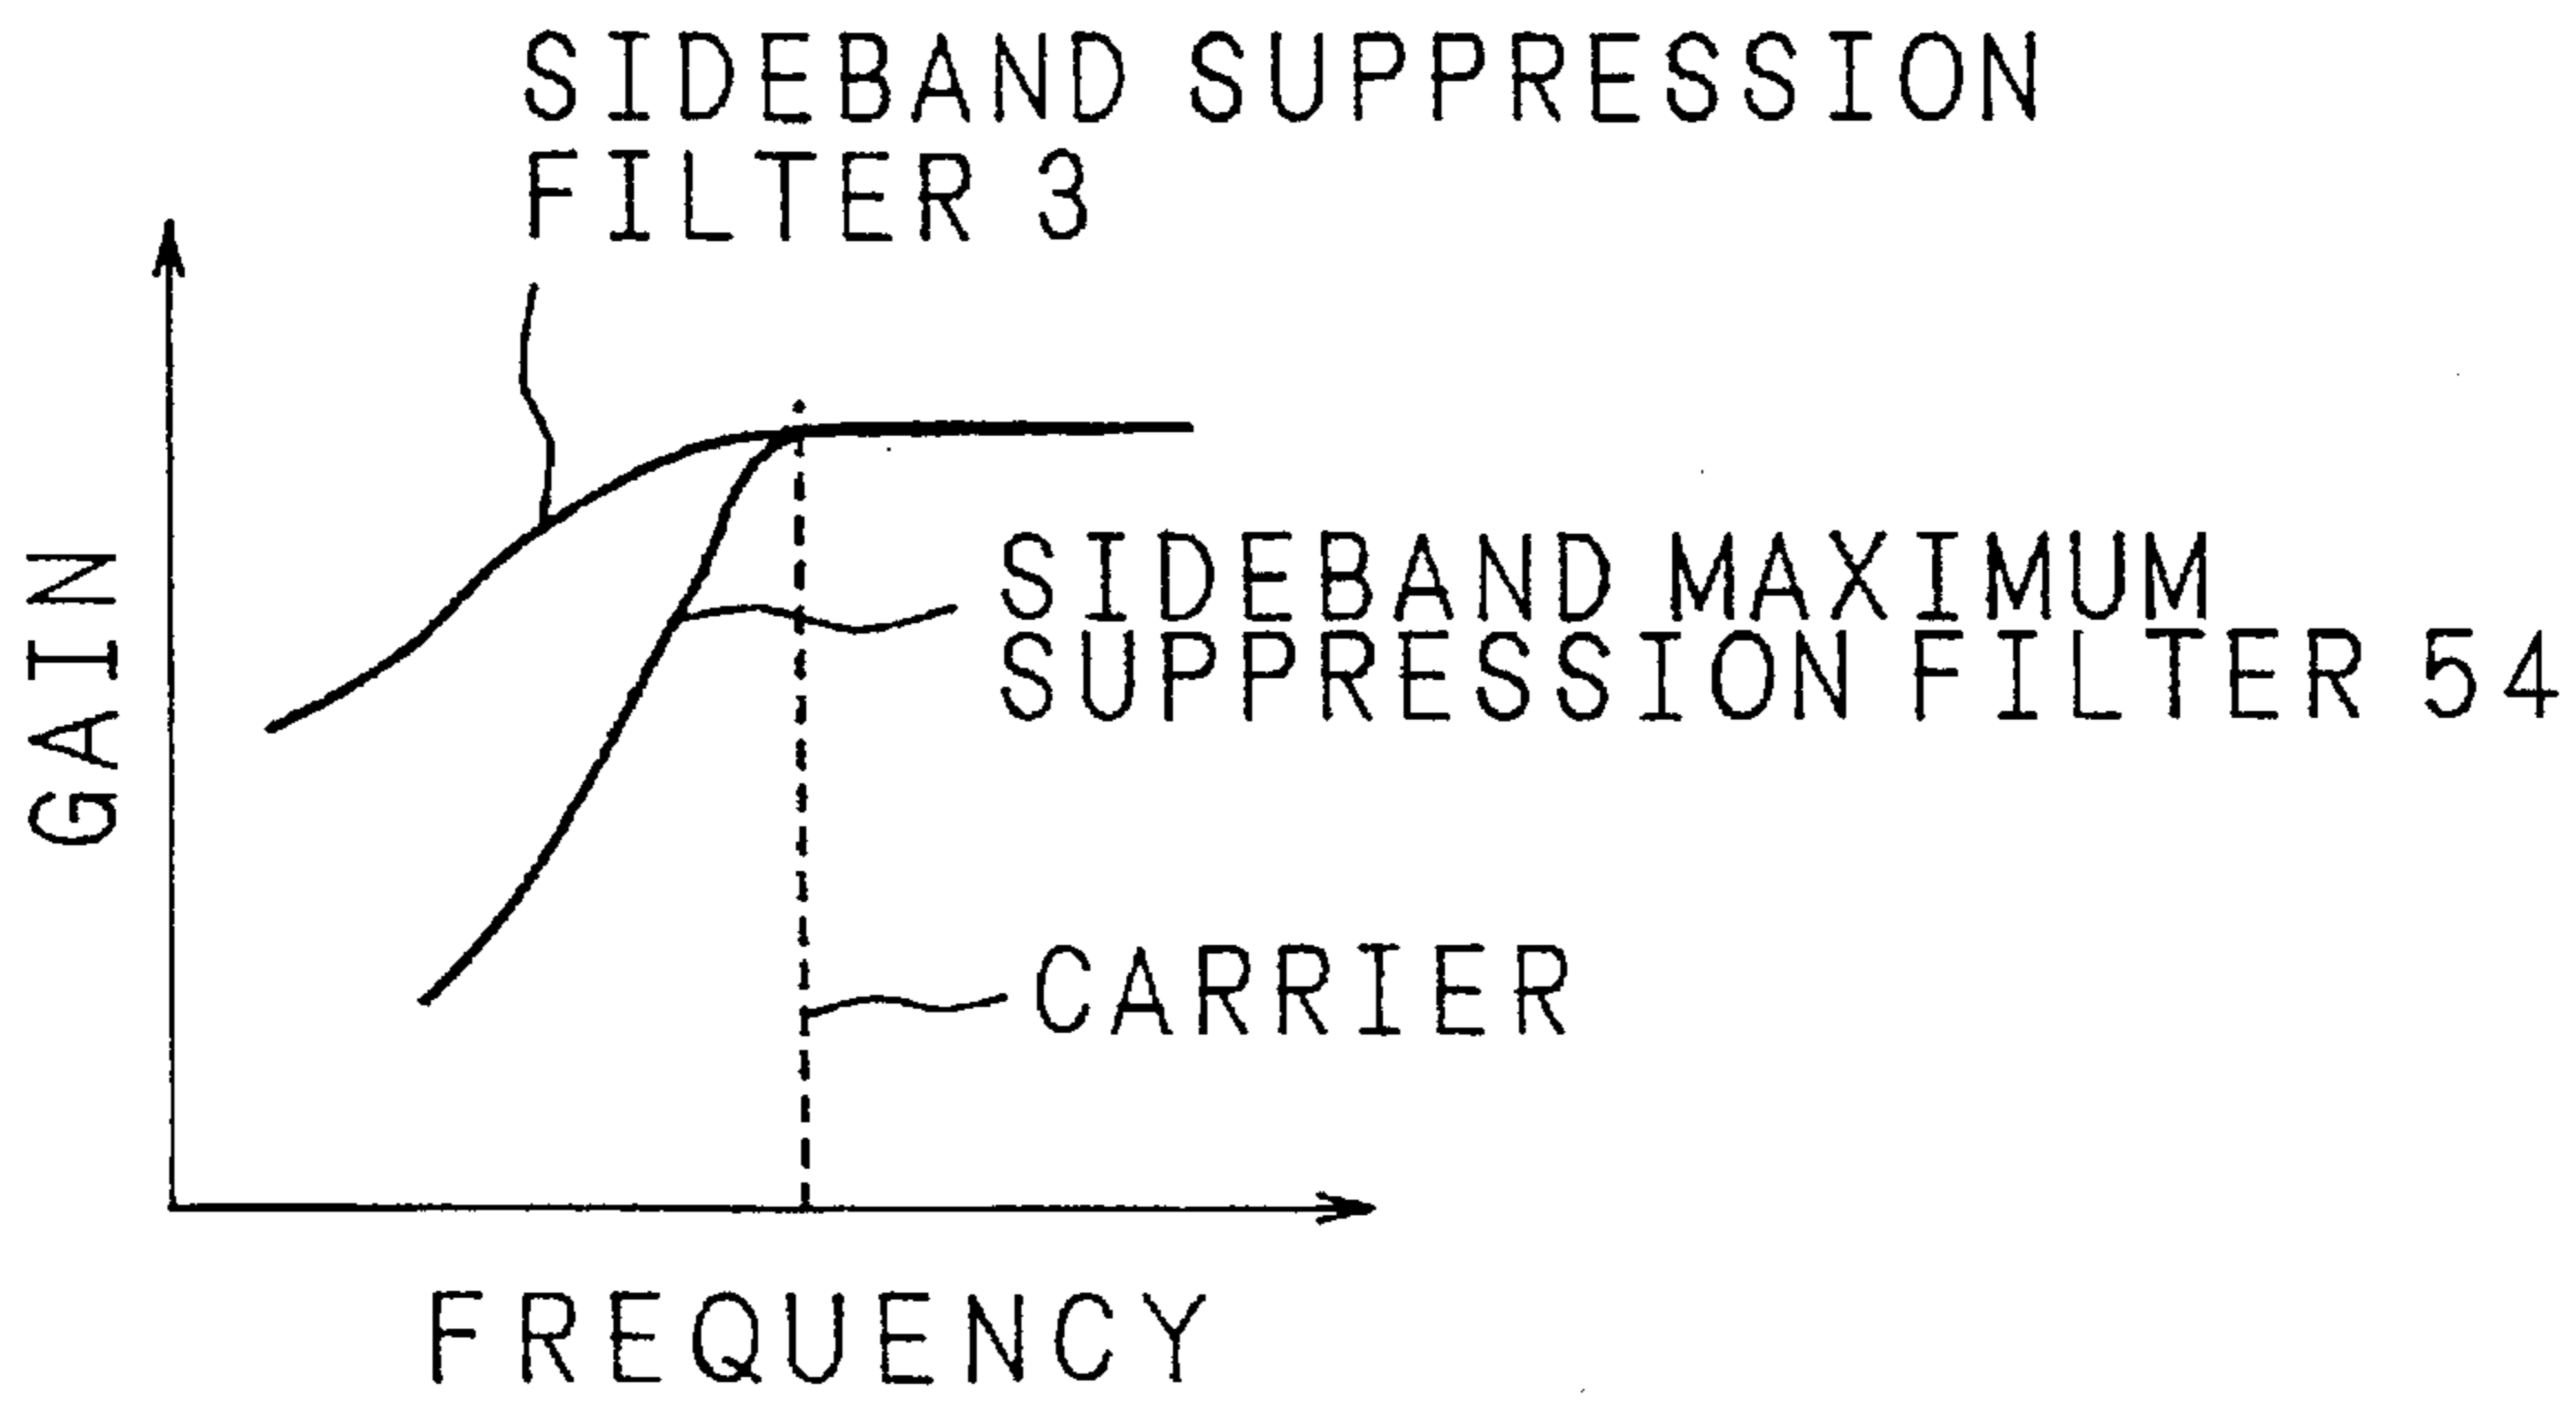 SIDEBAND SUPPRESSION
FILTER 3
GAIN
SIDEBAND MAXIMUM
SUPPRESSION FILTER 54
CARRIER
FREQUENCY